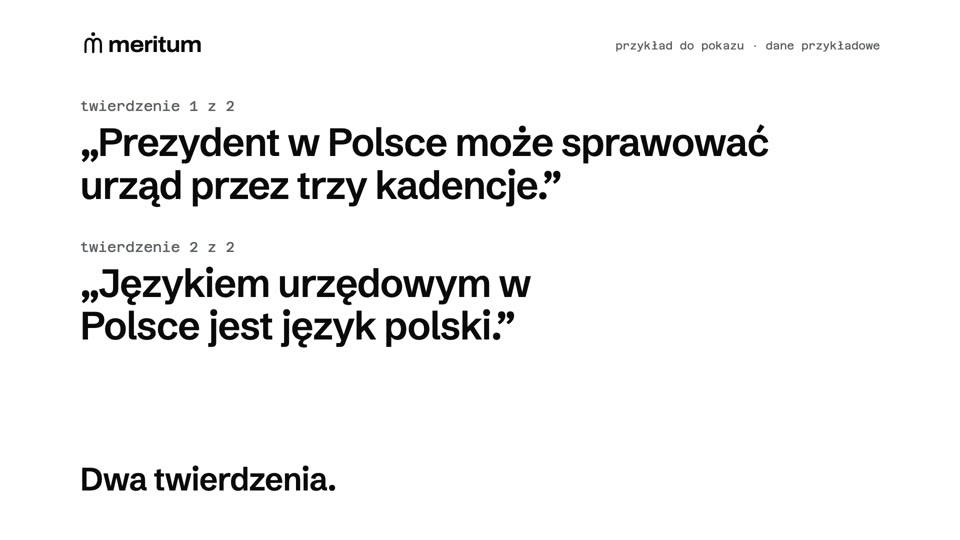 meritum
przykład do pokazu · dane przykładowe
twierdzenie 1 z 2
„Prezydent w Polsce może sprawować
urząd przez trzy kadencje.”
twierdzenie 2 z 2
„Językiem urzędowym w
Polsce jest język polski.”
Dwa twierdzenia.